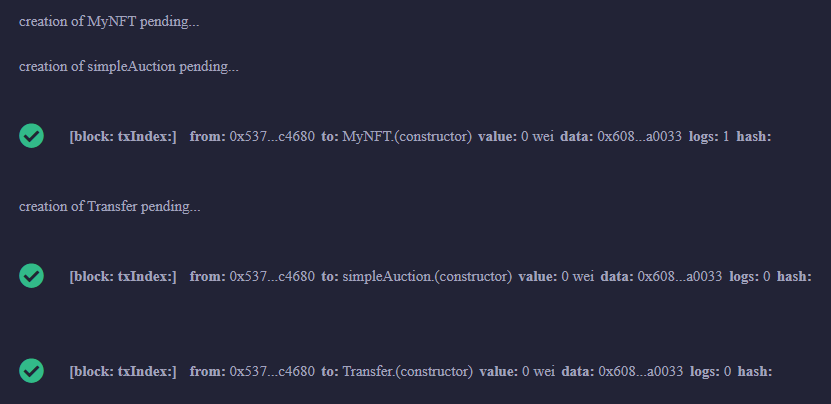 creation of MyNFT pending...
creation of simpleAuction pending...
[block: txIndex:] from: 0x537...c4680 to: MyNFT.(constructor) value: 0 wei data: 0x608...a0033 logs: 1 hash:
creation of Transfer pending...
[block: txIndex:] from: 0x537...c4680 to: simpleAuction.(constructor) value: 0 wei data: 0x608...a0033 logs: 0 hash:
[block: txIndex:] from: 0x537...c4680 to: Transfer.(constructor) value: 0 wei data: 0x608...a0033 logs: 0 hash: